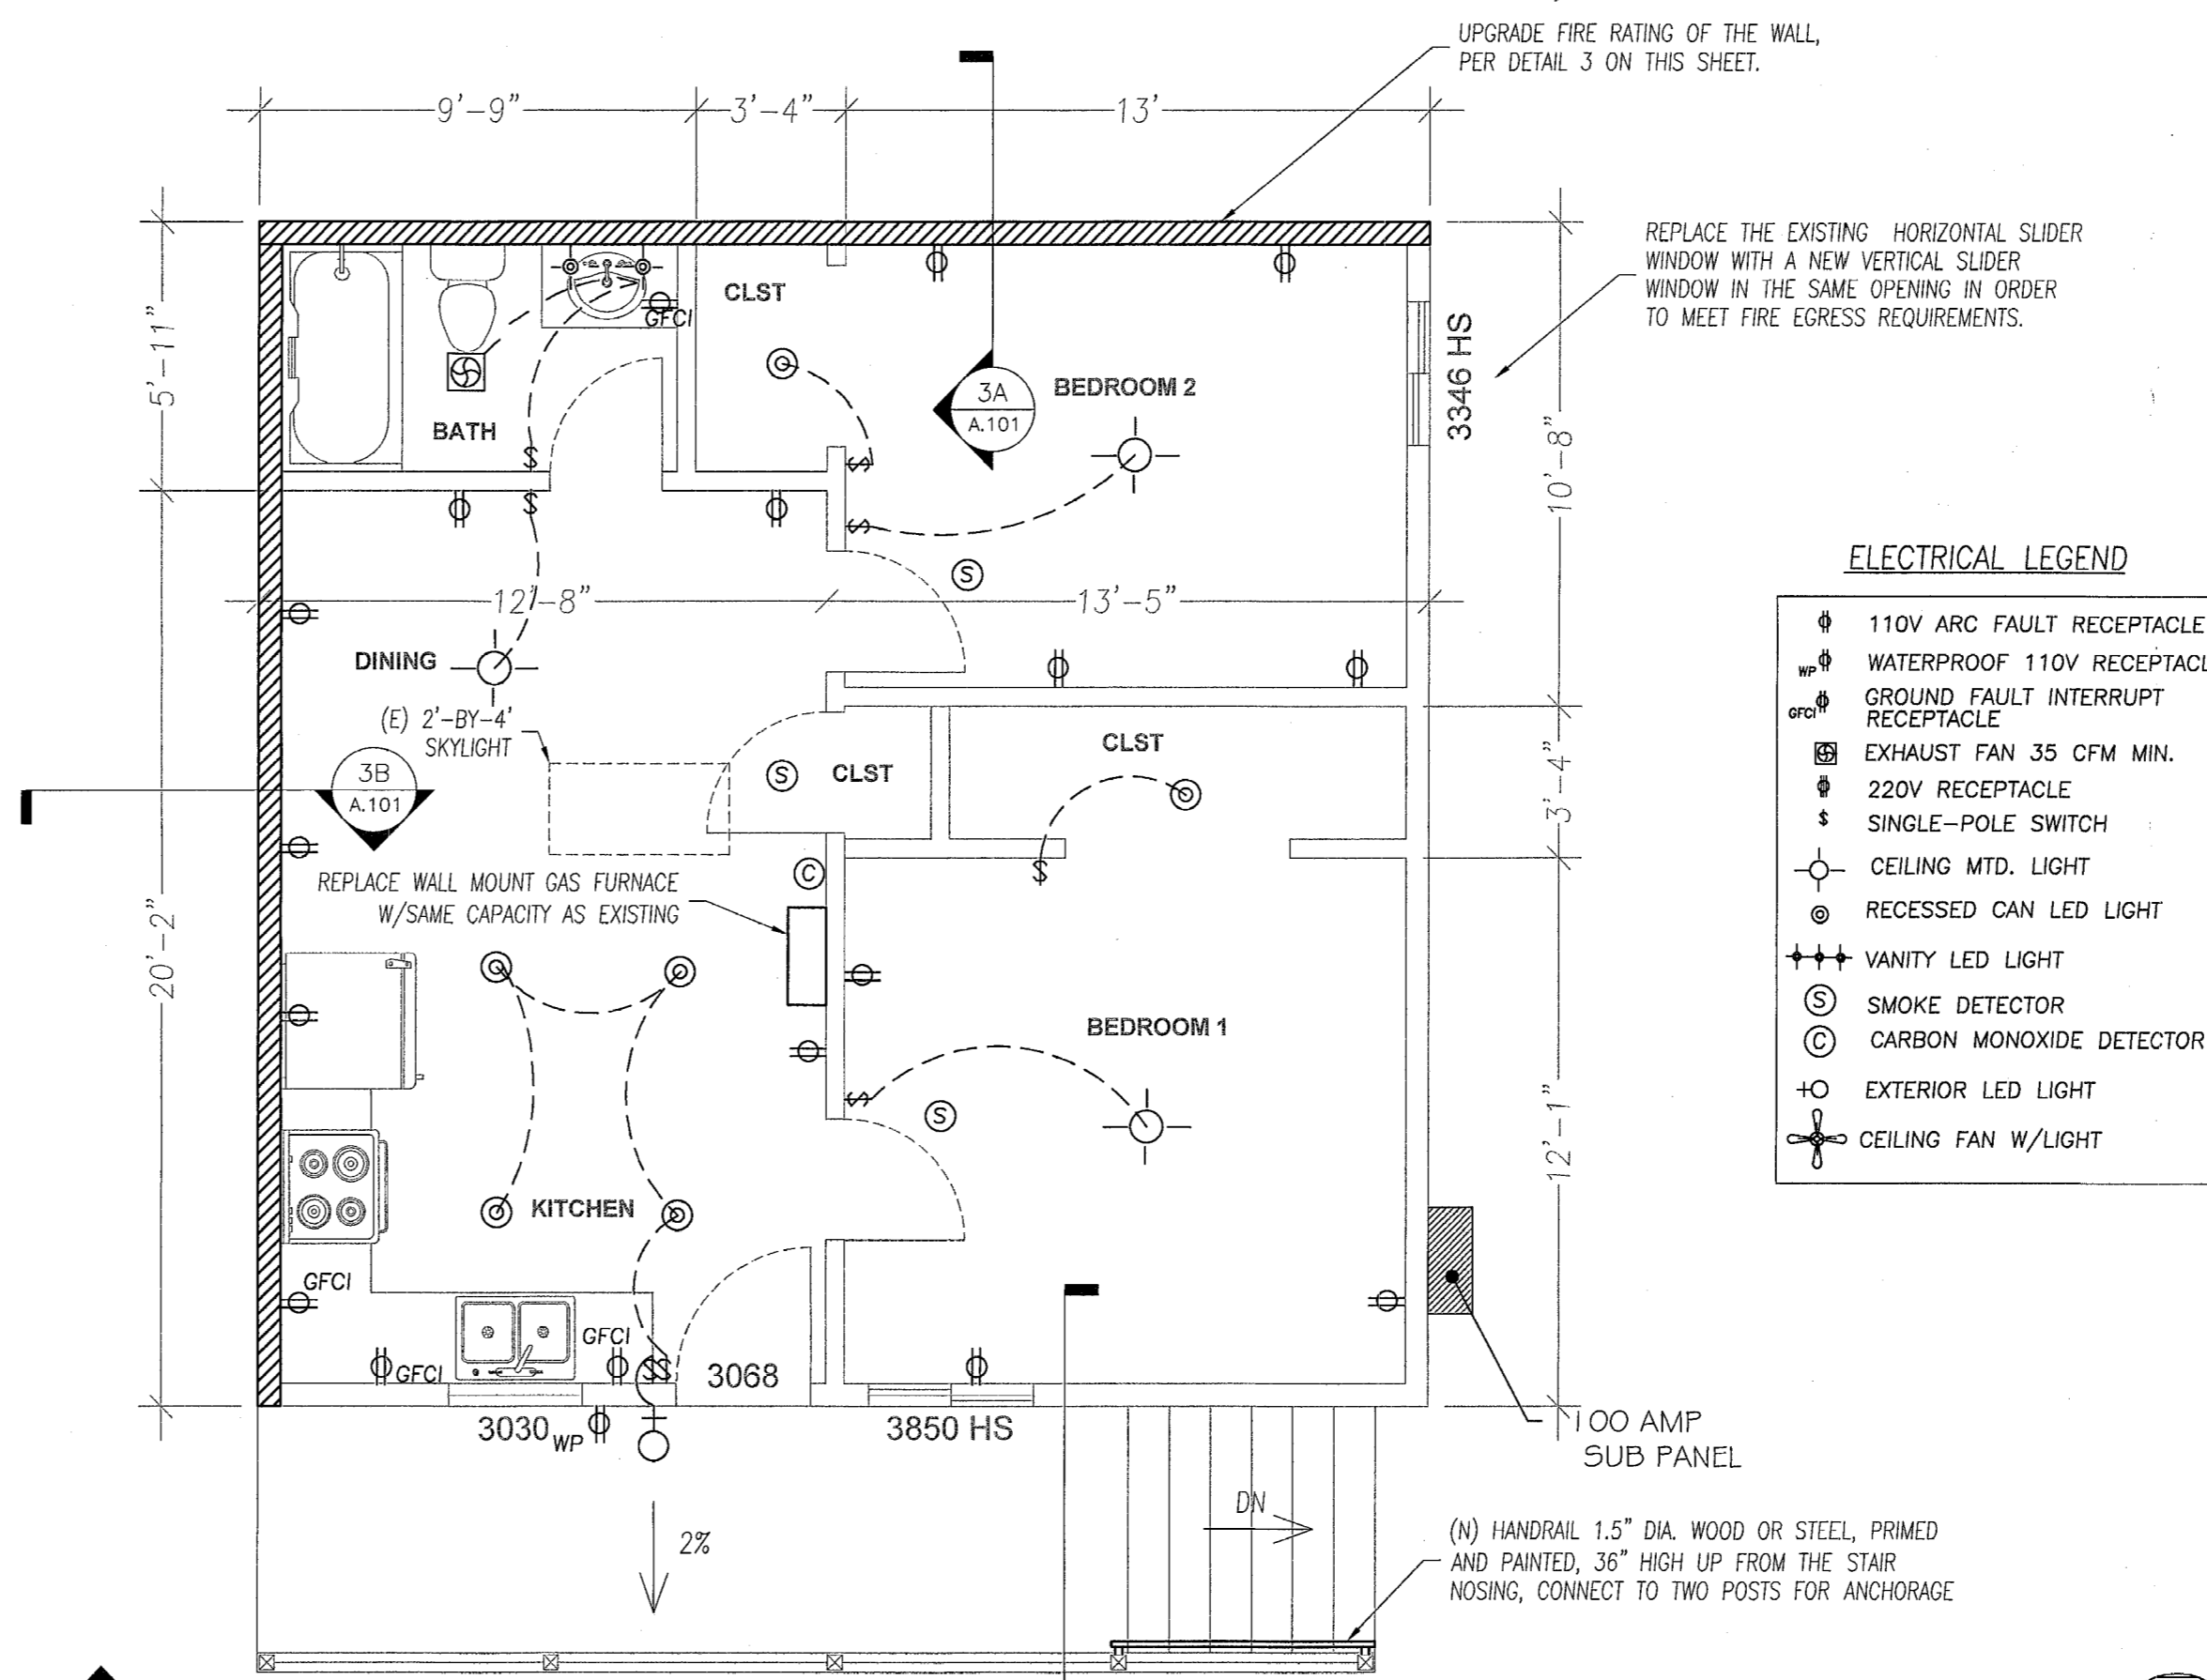 UPGRADE FIRE RATING OF THE WALL,
PER DETAIL 3 ON THIS SHEET.
9'-9"
3'-4"
13'
REPLACE THE EXISTING HORIZONTAL SLIDER
WINDOW WITH A NEW VERTICAL SLIDER
WINDOW IN THE SAME OPENING IN ORDER
TO MEET FIRE EGRESS REQUIREMENTS.
CLST
GFCI
5'-11"
3346 HS
3A
A.101
BEDROOM 2
BATH
$
$
$
$
10'-8"
S
12'-8"
13'-5"
DINING
(E) 2'-BY-4'
SKYLIGHT
3B
A.101
S
CLST
CLST
3'-4"
C
$
REPLACE WALL MOUNT GAS FURNACE
W/SAME CAPACITY AS EXISTING
20'-2"
BEDROOM 1
$
S
12'-1"
KITCHEN
GFCI
GFCI
GFCI
$$
3068
3030
WP
3850 HS
100 AMP
SUB PANEL
DN
2%
(N) HANDRAIL 1.5" DIA. WOOD OR STEEL, PRIMED
AND PAINTED, 36" HIGH UP FROM THE STAIR
NOSING, CONNECT TO TWO POSTS FOR ANCHORAGE
ELECTRICAL LEGEND
110V ARC FAULT RECEPTACLE
WP WATERPROOF 110V RECEPTACL
GFCI GROUND FAULT INTERRUPT
RECEPTACLE
EXHAUST FAN 35 CFM MIN.
220V RECEPTACLE
$ SINGLE-POLE SWITCH
CEILING MTD. LIGHT
RECESSED CAN LED LIGHT
VANITY LED LIGHT
S SMOKE DETECTOR
C CARBON MONOXIDE DETECTOR
EXTERIOR LED LIGHT
CEILING FAN W/LIGHT